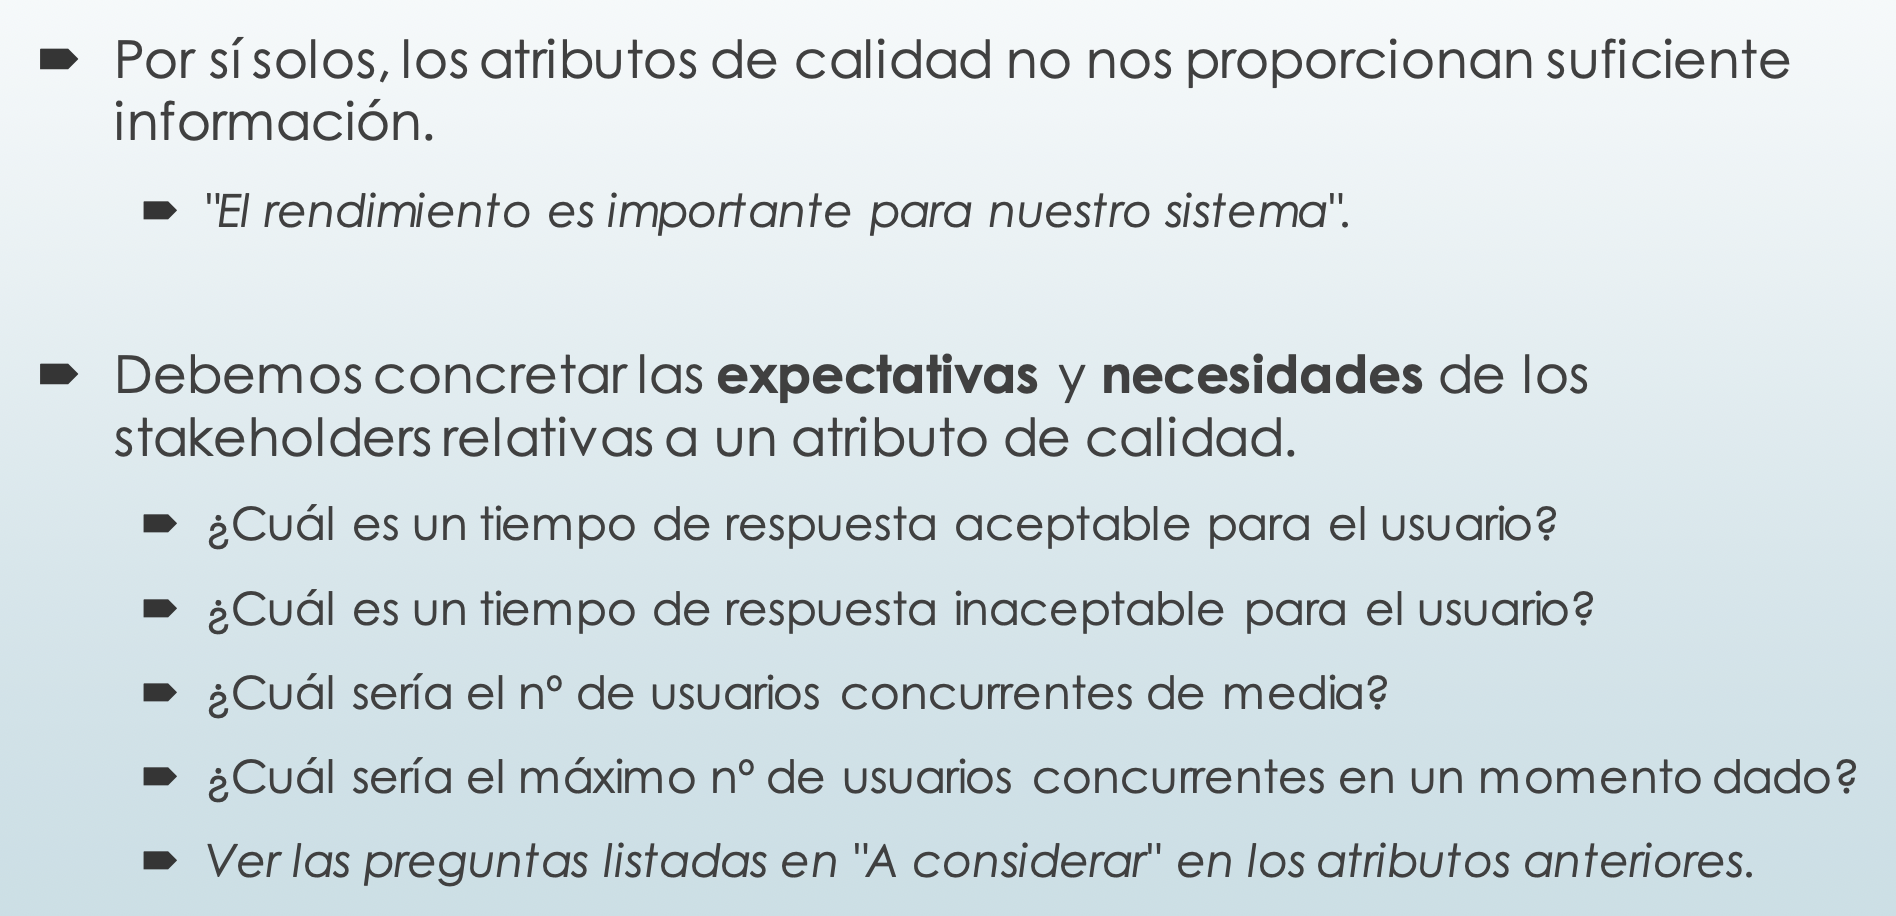 Por sí solos, los atributos de calidad no nos proporcionan suficiente
información.
"El rendimiento es importante para nuestro sistema".
Debemos concretar las expectativas y necesidades de los
stakeholders relativas a un atributo de calidad.
¿Cuál es un tiempo de respuesta aceptable para el usuario?
¿Cuál es un tiempo de respuesta inaceptable para el usuario?
¿Cuál sería el nº de usuarios concurrentes de media?
¿Cuál sería el máximo nº de usuarios concurrentes en un momento dado?
Ver las preguntas listadas en "A considerar" en los atributos anteriores.